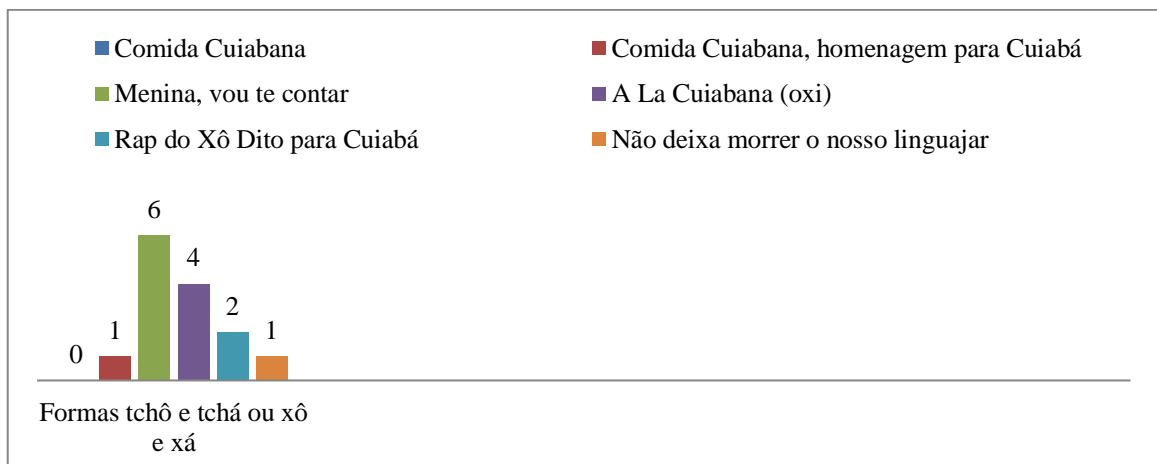 Comida Cuiabana
Comida Cuiabana, homenagem para Cuiabá
Menina, vou te contar
A La Cuiabana (oxi)
Rap do Xô Dito para Cuiabá
Não deixa morrer o nosso linguajar
0
1
6
4
2
1
Formas tchô e tchá ou xô
e xá